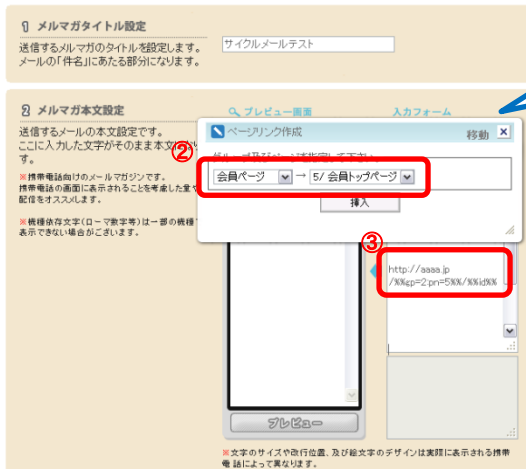 1 メルマガタイトル設定
送信するメルマガのタイトルを設定します。
メールの「件名」にあたる部分になります。
サイクルメールテスト
2 メルマガ本文設定
プレビュー画面
入力フォーム
送信するメールの本文設定です。
ここに入力した文字がそのまま本文に
す。
※携帯電話向けのメールマガジンです。
携帯電話の画面に表示されることを考慮した
配信をオススメします。
※機種依存文字(ローマ数字等)は一部の機種
表示できない場合がございます。
ページリンク作成
移動 ×
②
会員ページ → 5/ 会員トップページ
挿入
③
http://aaaa.jp
/%%gp=2:pn=5%%/%%id%%
プレビュー
※文字のサイズや改行位置、及び絵文字のデザインは実際に表示される携帯
電話によって異なります。